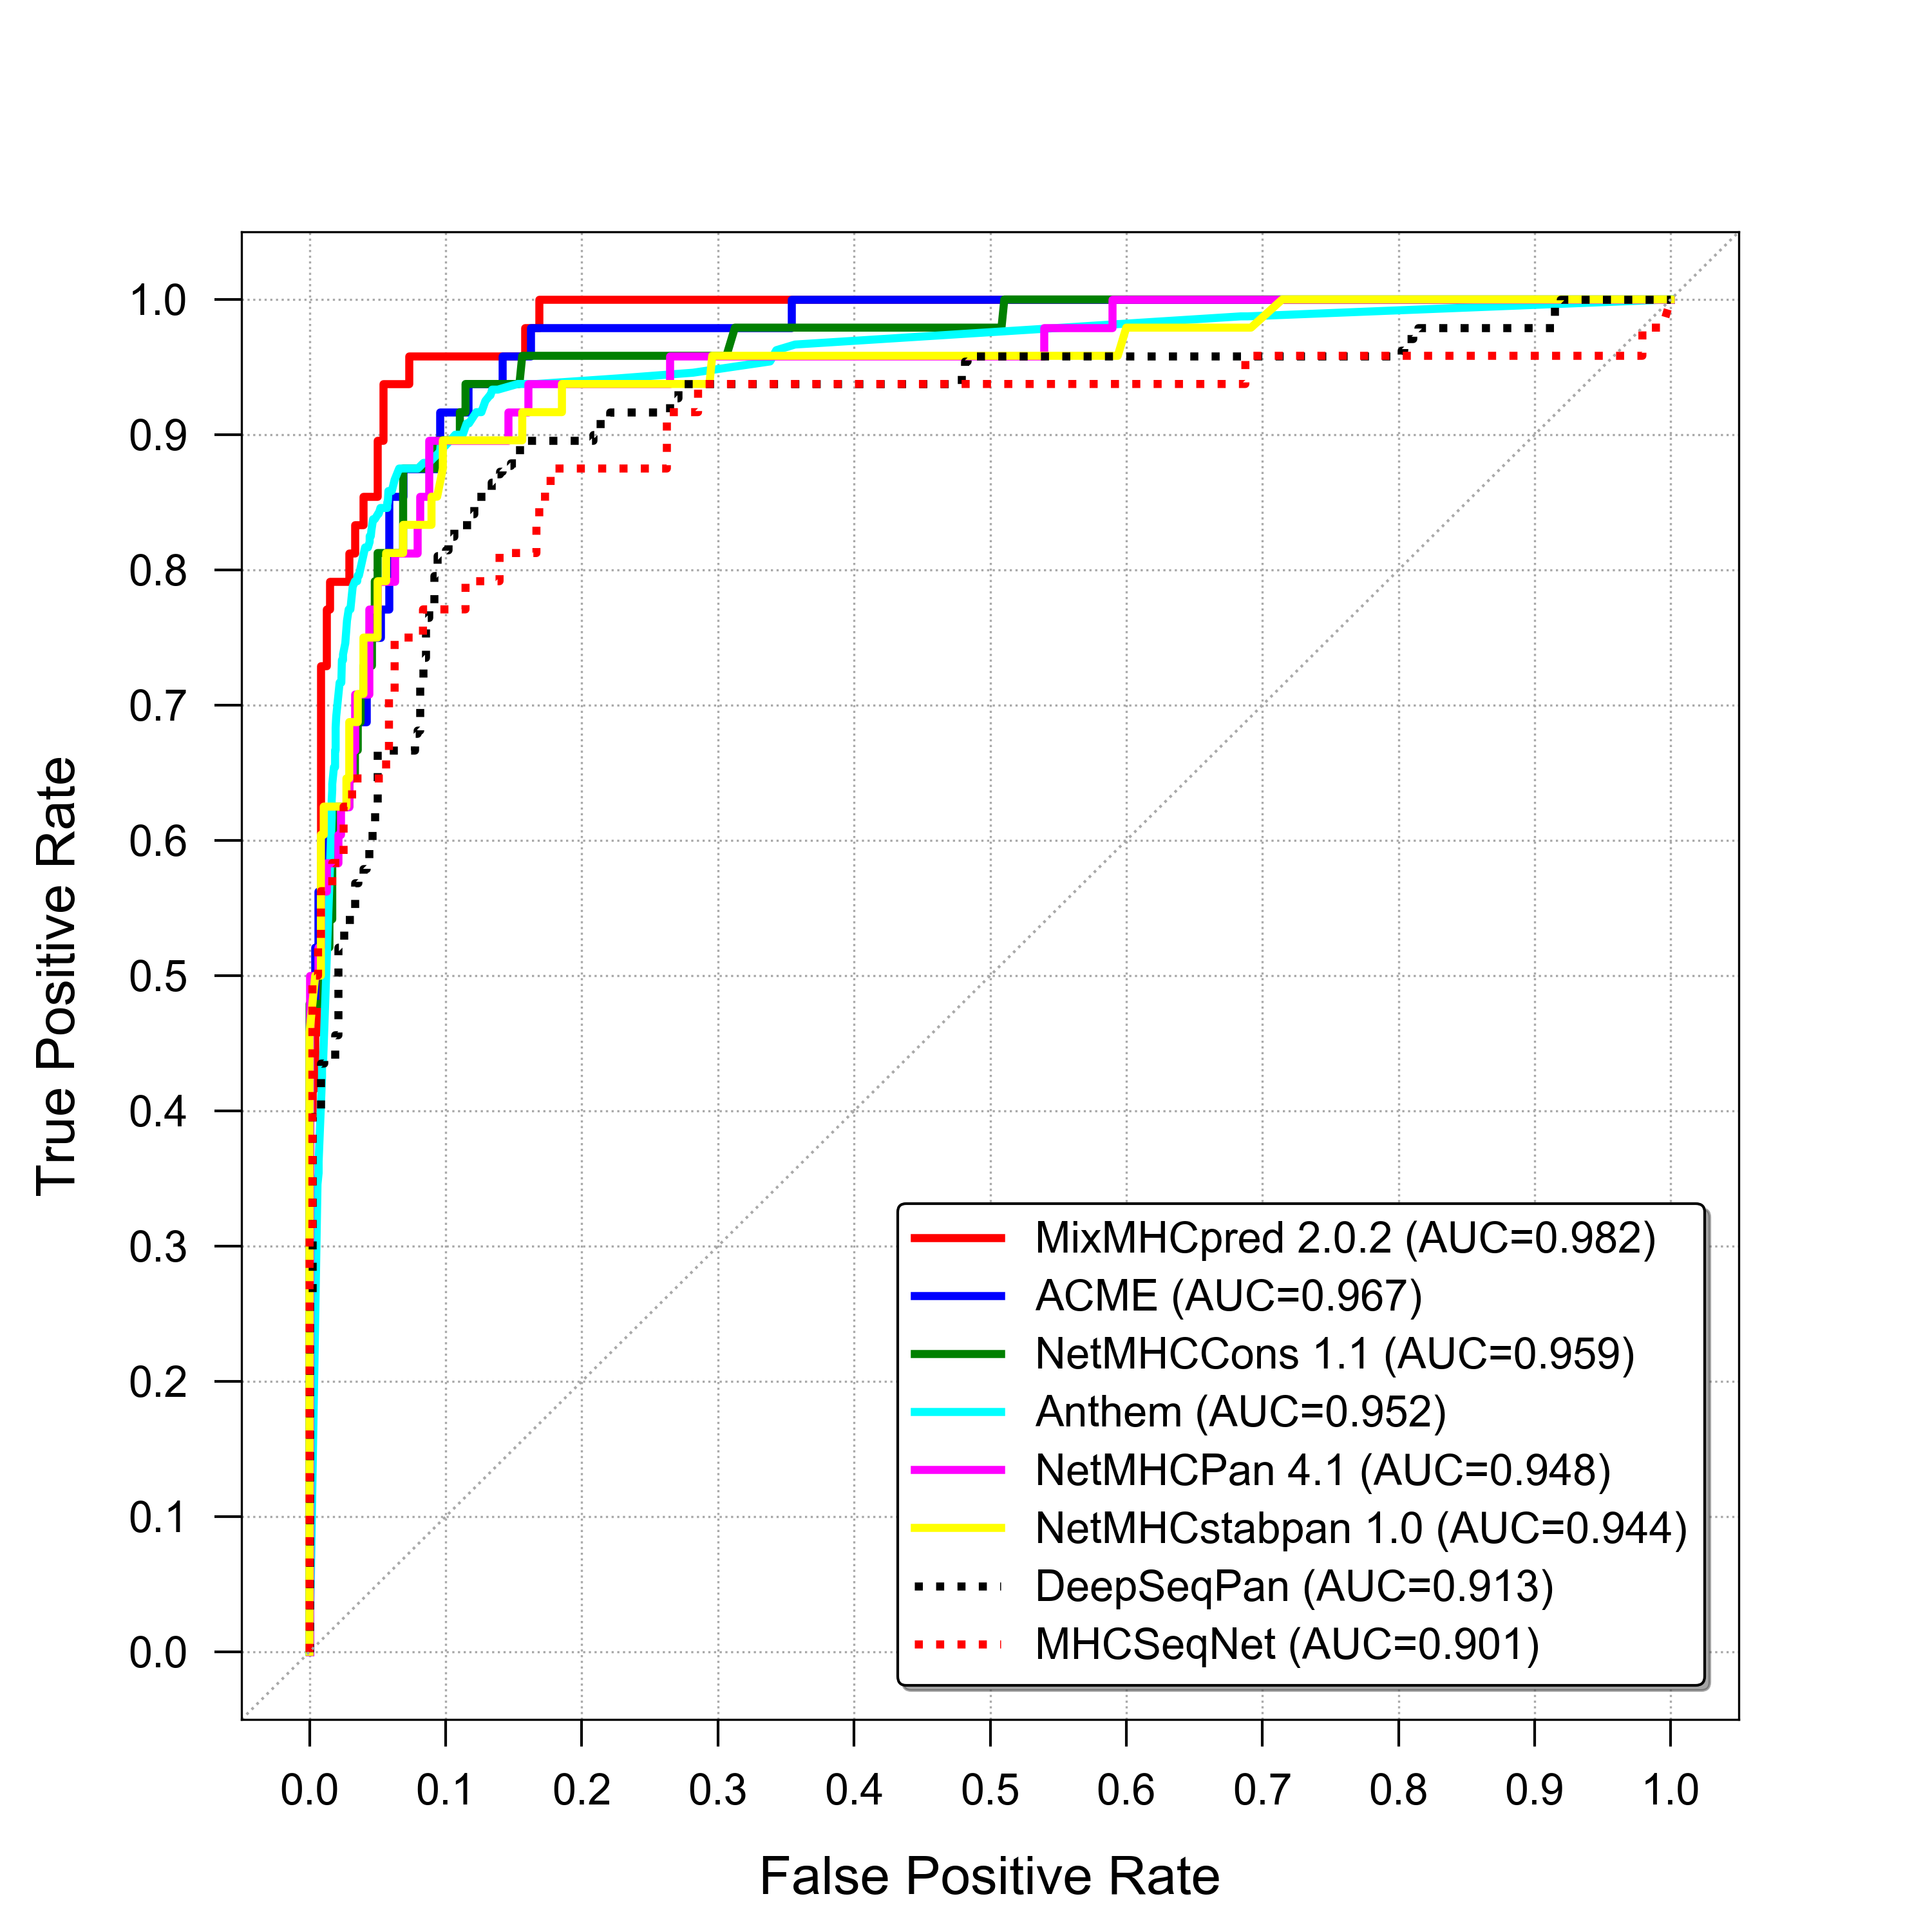 1.0
0.9
0.8
0.7
0.6
0.5
0.4
0.3
0.2
0.1
0.0
True Positive Rate
MixMHCpred 2.0.2 (AUC=0.982)
ACME (AUC=0.967)
NetMHCCons 1.1 (AUC=0.959)
Anthem (AUC=0.952)
NetMHCPan 4.1 (AUC=0.948)
NetMHCstabpan 1.0 (AUC=0.944)
DeepSeqPan (AUC=0.913)
MHCSeqNet (AUC=0.901)
0.0 0.1 0.2 0.3 0.4 0.5 0.6 0.7 0.8 0.9 1.0
False Positive Rate